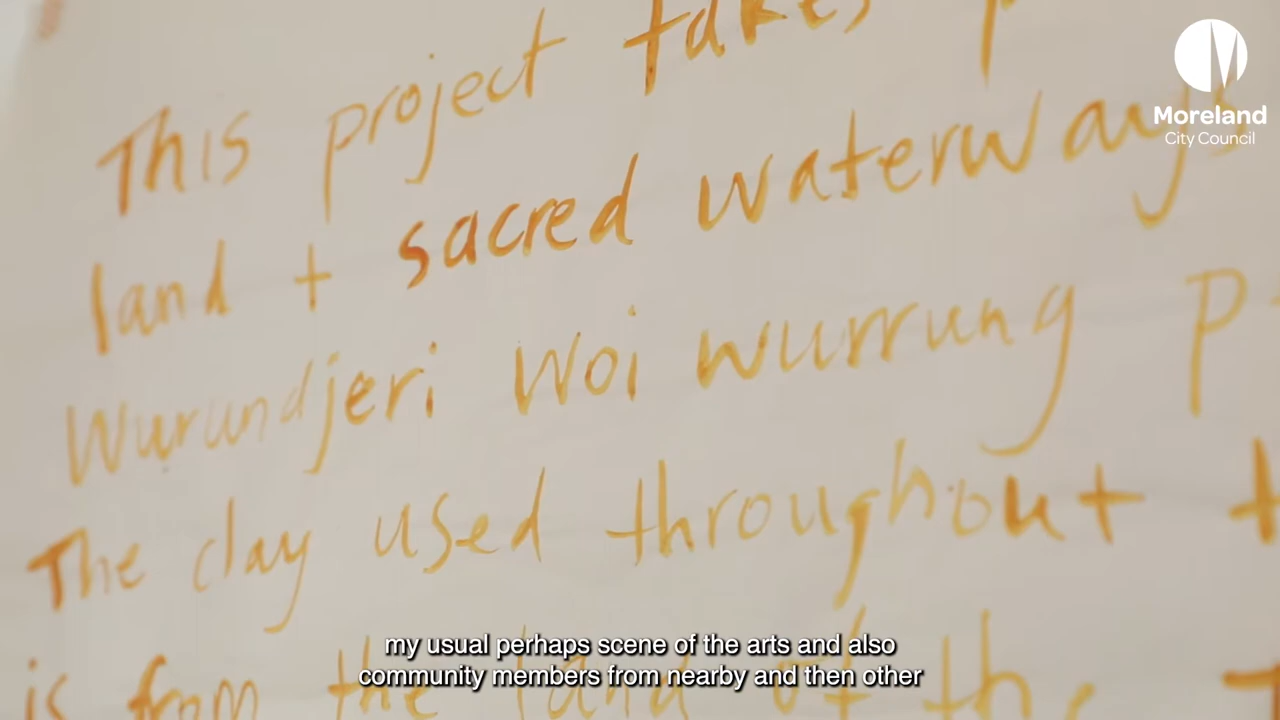 This project takes
land + sacred waterways
Wurundjeri Woi wurrung
The clay used throughout
is from the land of the
Moreland
City Council
my usual perhaps scene of the arts and also
community members from nearby and then other